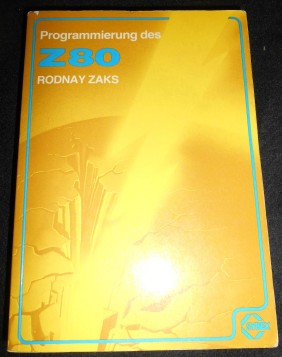 Programmierung des
Z80
RODNAY ZAKS